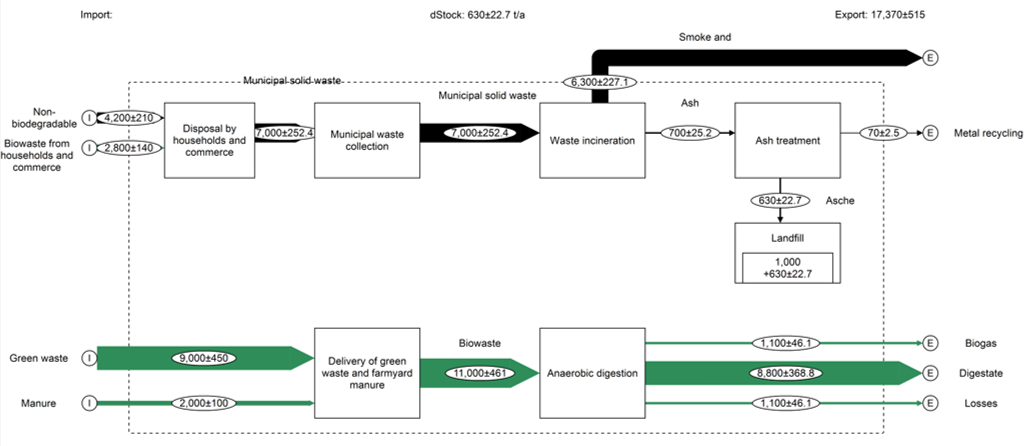 Import:
dStock: 630±22.7 t/a
Export: 17,370±515
Smoke and
E
6,300±227.1
Municipal solid waste
Municipal solid waste
Ash
Non-
biodegradable
I
4,200±210
Biowaste from
households and
commerce
I
2,800±140
Disposal by
households and
commerce
7,000±252.4
Municipal waste
collection
7,000±252.4
Waste incineration
700±25.2
Ash treatment
70±2.5
E
Metal recycling
630±22.7
Asche
Landfill
1,000
+630±22.7
Green waste
I
9,000±450
Manure
I
2,000±100
Delivery of green
waste and farmyard
manure
Biowaste
11,000±461
Anaerobic digestion
1,100±46.1
E
Biogas
8,800±368.8
E
Digestate
1,100±46.1
E
Losses